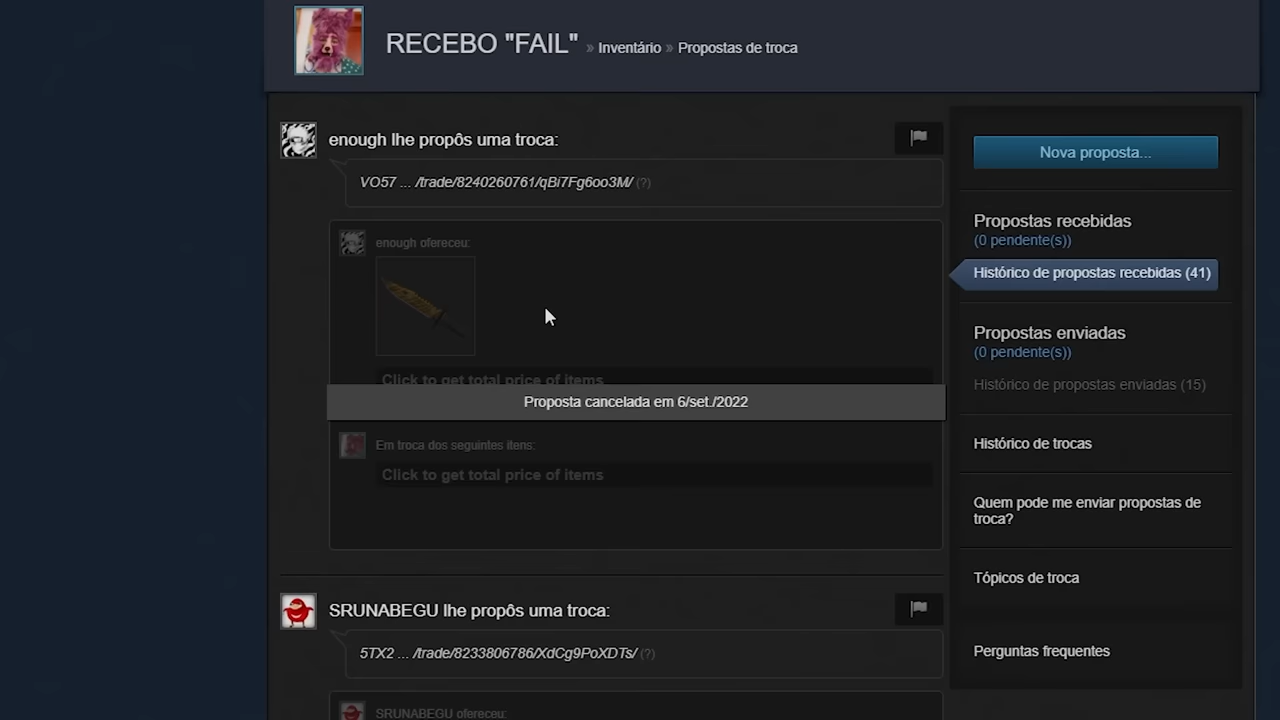 RECEBO "FAIL" » Inventário » Propostas de troca
enough lhe propôs uma troca:
VO57 ... /trade/8240260761/qBi7Fg6oo3M/ (?)
enough ofereceu:
Click to get total price of items
Proposta cancelada em 6/set./2022
Em troca dos seguintes itens:
Click to get total price of items
SRUNABEGU lhe propôs uma troca:
5TX2 ... /trade/8233806786/XdCg9PoXDTs/ (?)
SRUNABEGU ofereceu:
Nova proposta...
Propostas recebidas
(0 pendente(s))
Histórico de propostas recebidas (41)
Propostas enviadas
(0 pendente(s))
Histórico de propostas enviadas (15)
Histórico de trocas
Quem pode me enviar propostas de
troca?
Tópicos de troca
Perguntas frequentes